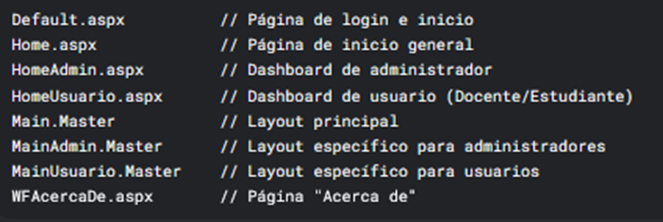 Default.aspx // Página de login e inicio
Home.aspx // Página de inicio general
HomeAdmin.aspx // Dashboard de administrador
HomeUsuario.aspx // Dashboard de usuario (Docente/Estudiante)
Main.Master // Layout principal
MainAdmin.Master // Layout específico para administradores
MainUsuario.Master // Layout específico para usuarios
WFAcercaDe.aspx // Página "Acerca de"